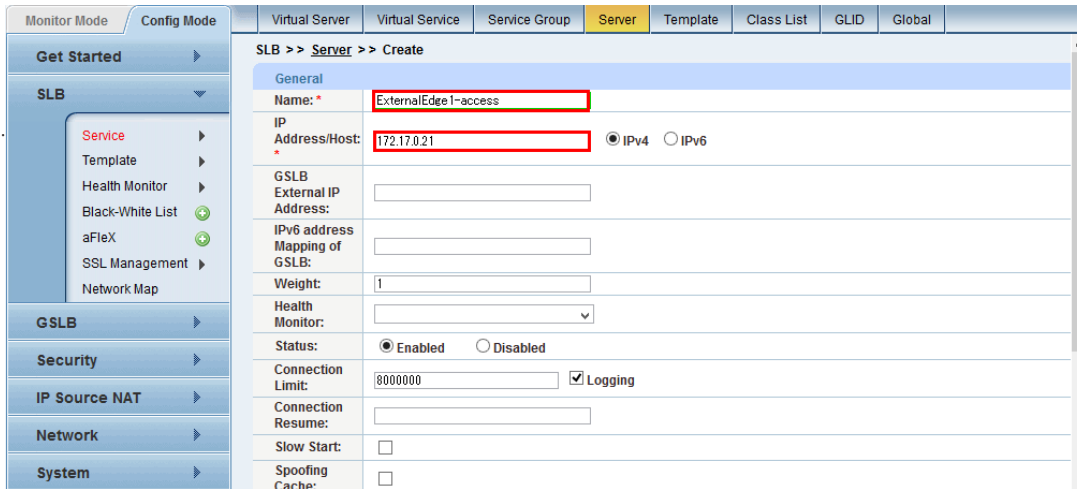 Monitor Mode
Config Mode
Virtual Server
Virtual Service
Service Group
Server
Template
Class List
GLID
Global
Get Started
SLB
Service
Template
Health Monitor
Black-White List
aFleX
SSL Management
Network Map
GSLB
Security
IP Source NAT
Network
System
SLB >> Server >> Create
General
Name: *
ExternalEdge1-access
IP
Address/Host:
*
172.17.0.21
IPv4
IPv6
GSLB
External IP
Address:
IPv6 address
Mapping of
GSLB:
Weight:
1
Health
Monitor:
Status:
Enabled
Disabled
Connection
Limit:
8000000
Logging
Connection
Resume:
Slow Start:
Spoofing
Cache: